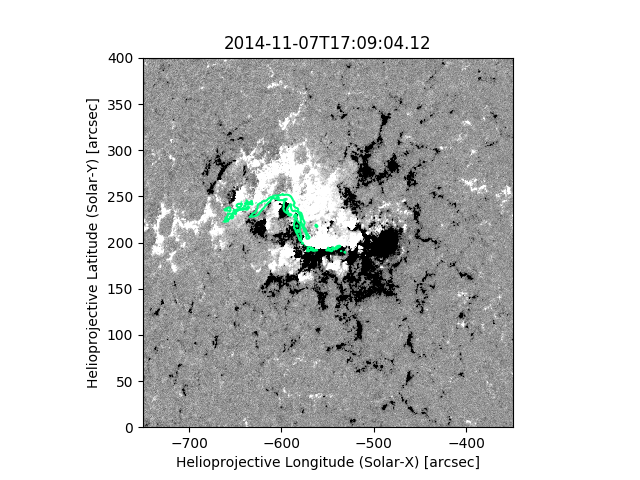 2014-11-07T17:09:04.12
400
350
300
250
200
150
100
50
0
Helioprojective Latitude (Solar-Y) [arcsec]
−700 −600 −500 −400
Helioprojective Longitude (Solar-X) [arcsec]